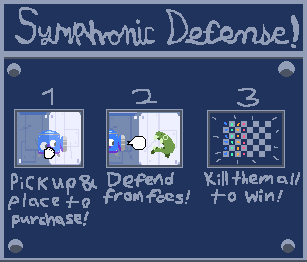 Symphonic Defense!
1 2 3
Pick up & place to purchase!
Defend from foes!
Kill them all to win!